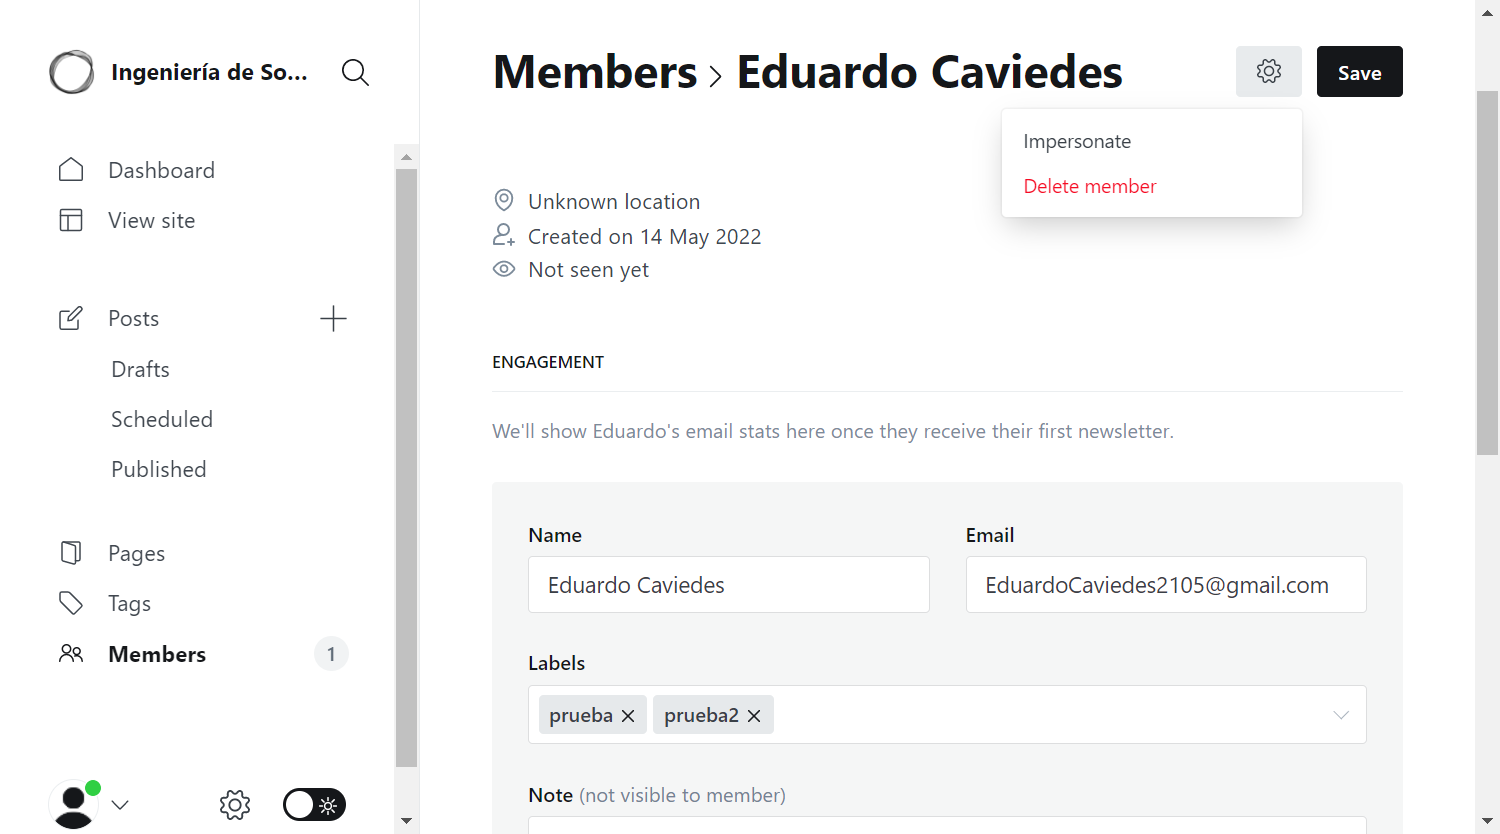 Ingeniería de So...
Dashboard
View site
Posts
Drafts
Scheduled
Published
Pages
Tags
Members 1
Members > Eduardo Caviedes
Save
Impersonate
Delete member
Unknown location
Created on 14 May 2022
Not seen yet
ENGAGEMENT
We'll show Eduardo's email stats here once they receive their first newsletter.
Name
Eduardo Caviedes
Email
EduardoCaviedes2105@gmail.com
Labels
prueba × prueba2 ×
Note (not visible to member)